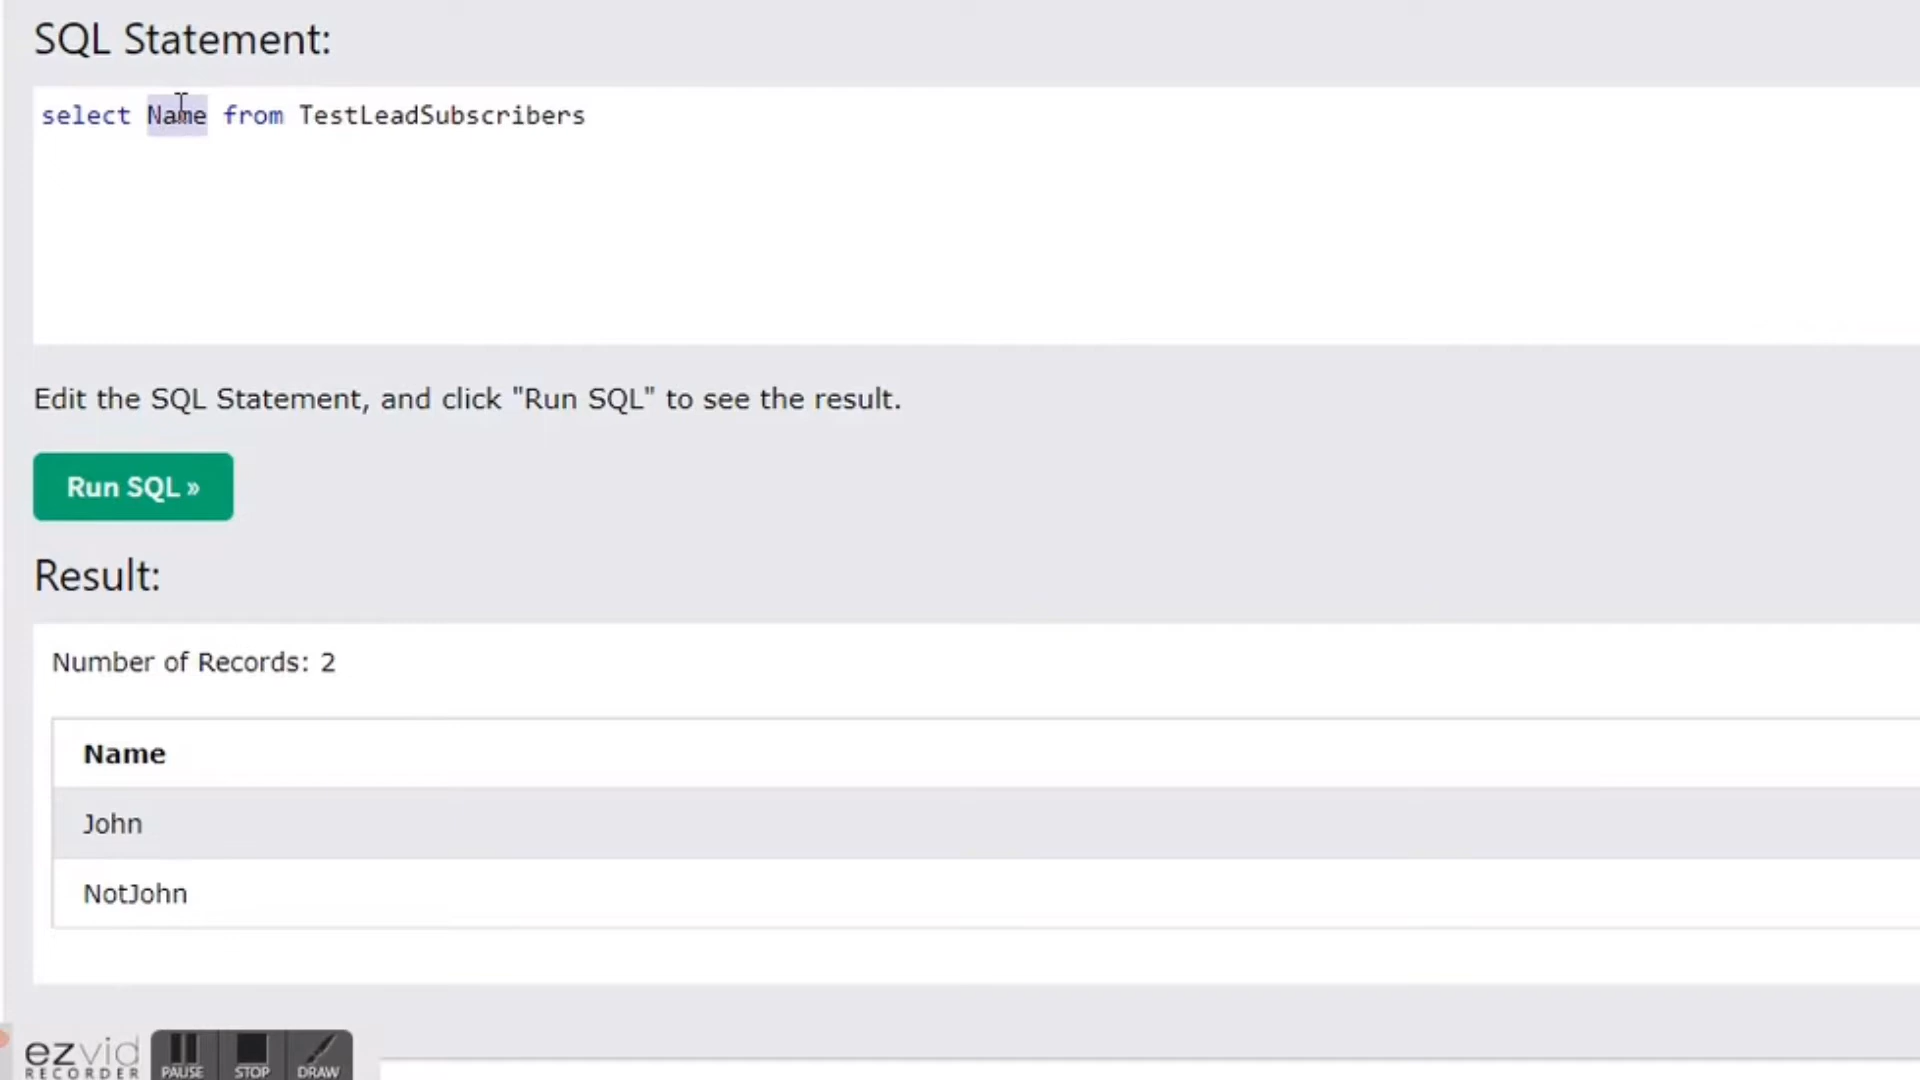 SQL Statement:
select Name from TestLeadSubscribers
Edit the SQL Statement, and click "Run SQL" to see the result.
Run SQL »
Result:
Number of Records: 2
Name
John
NotJohn
ezvid
RECORDER
PAUSE STOP DRAW